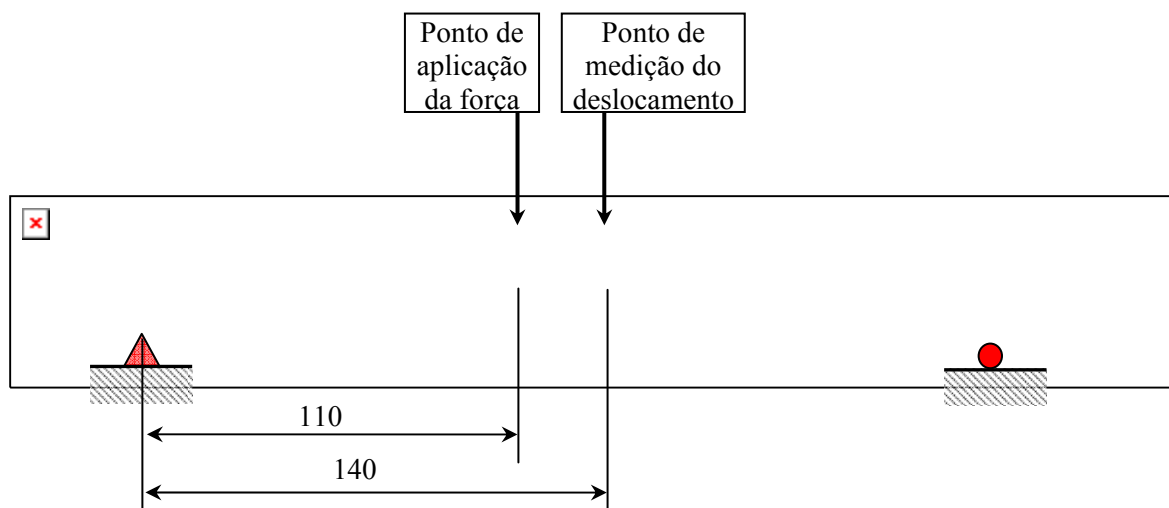 Ponto de
aplicação
da força
Ponto de
medição do
deslocamento
110
140